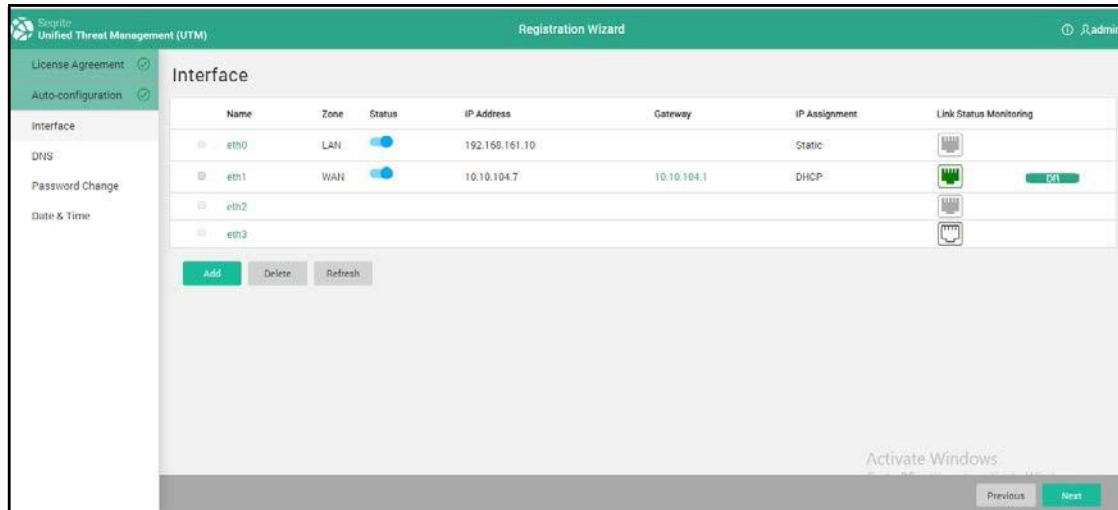 Seqrite
Unified Threat Management (UTM)
Registration Wizard
admin
License Agreement
Auto-configuration
Interface
DNS
Password Change
Date & Time
Interface
Name Zone Status IP Address Gateway IP Assignment Link Status Monitoring
eth0 LAN 192.168.161.10 Static
eth1 WAN 10.10.104.7 10.10.104.1 DHCP
eth2
eth3
Add Delete Refresh
Activate Windows
Previous Next